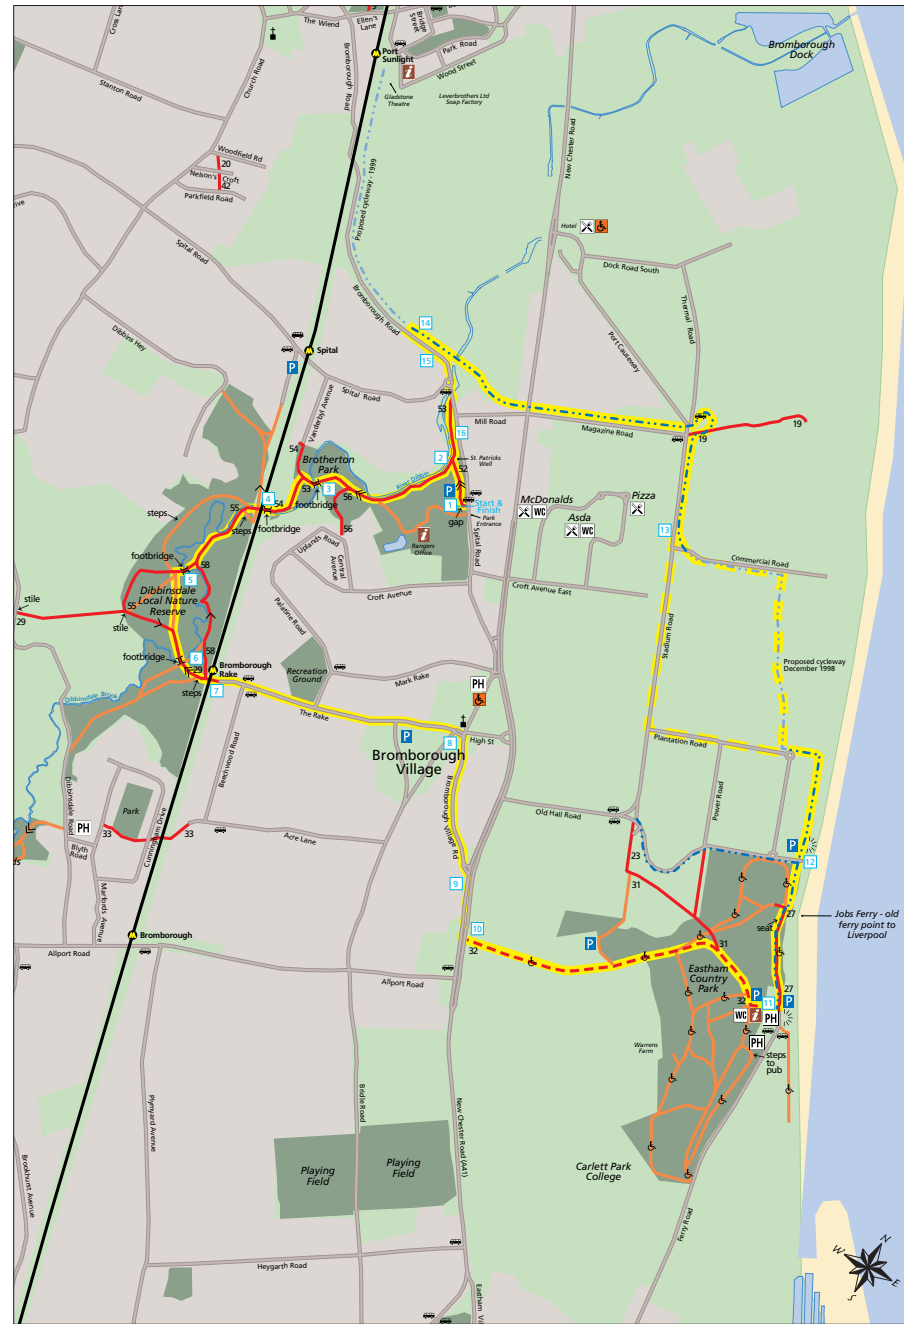 Cross Lan
The Wiend
Ellen's
Lane
Bridge
Street
Park Road
Port
Sunlight
Wood Street
Gladstone
Theatre
Leverbrothers Ltd
Soap Factory
Bromborough
Dock
Stanton Road
Church Road
Bromborough Road
New Chester Road
Woodfield Rd
20
Nelson's Croft
42
Parkfield Road
Proposed cycleway - 1999
rive
Spital Road
Hotel
Dock Road South
Thermal Road
Port Causeway
Dibbins Hey
Bromborough Road
14
15
Spital
P
Spital Road
Vanderbyl Avenue
53
Mill Road
Magazine Road
19
19
16
54
Brotherton
Park
2
St. Patricks
Well
52
River Dibbin
53
3
56
footbridge
P
1
Start &
Finish
Park
Entrance
gap
McDonalds
WC
Pizza
Asda
WC
4
54
55
steps
steps
footbridge
56
Rangers
Office
Uplands Road
Central
Avenue
Spital Road
13
footbridge
58
5
Croft Avenue
Croft Avenue East
Commercial Road
Dibbinsdale
Local Nature
Reserve
stile
29
55
stile
Palatine Road
Stadium Road
58
footbridge
6
29
Bromborough
Rake
Recreation
Ground
Mark Rake
PH
Proposed cycleway
December 1998
Dibbinsdale Brook
steps
7
The Rake
P
8
High St
Plantation Road
Bromborough
Village
Beechwood Road
Dibbinsdale
Road
Park
Cunningham Drive
Bromborough Village Rd
Power Road
Old Hall Road
PH
33
33
Acre Lane
Blyth
Road
ds
23
P
12
Marfields Avenue
9
31
27
seat
Jobs Ferry - old
ferry point to
Liverpool
10
32
P
31
Bromborough
Allport Road
Allport Road
Eastham
Country
Park
27
32
P
11
P
WC
PH
PH
Warrens
Farm
steps
to
pub
Plymyard Avenue
Bridle Road
New Chester Road (A41)
Playing
Field
Playing
Field
Carlett Park
College
Brookhurst Avenue
Ferry Road
Heygarth Road
Eastham Vil
N
W
E
S